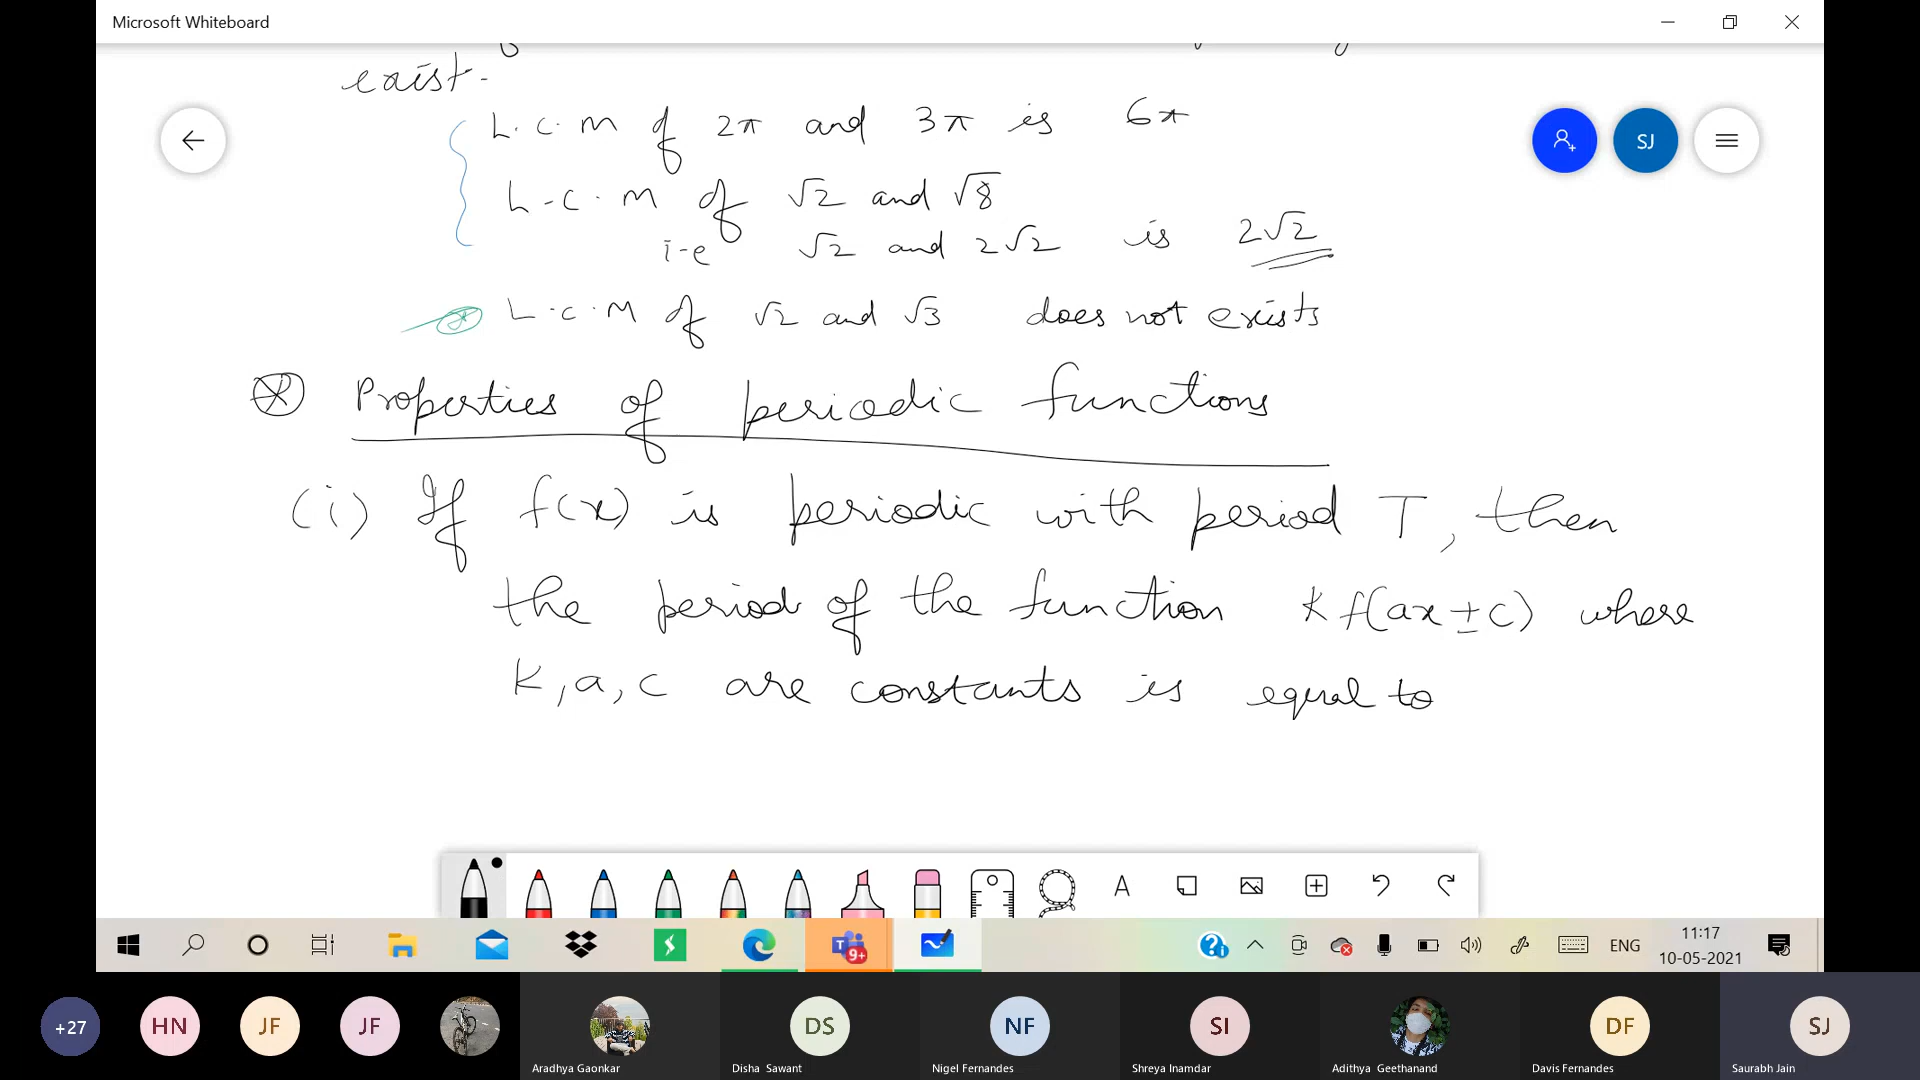 Microsoft Whiteboard
exist.
L.C.M of 2π and 3π is 6π
L.C.M of √2 and √8
i.e √2 and 2√2 is 2√2
L.C.M of √2 and √3 does not exists
Properties of periodic functions
(i) If f(x) is periodic with period T, then
the period of the function K f(ax ± c) where
K, a, c are constants is equal to
SJ
A
T
9+
ENG
11:17
10-05-2021
+27
HN
JF
JF
DS
NF
SI
DF
SJ
Aradhya Gaonkar
Disha Sawant
Nigel Fernandes
Shreya Inamdar
Adithya Geethanand
Davis Fernandes
Saurabh Jain